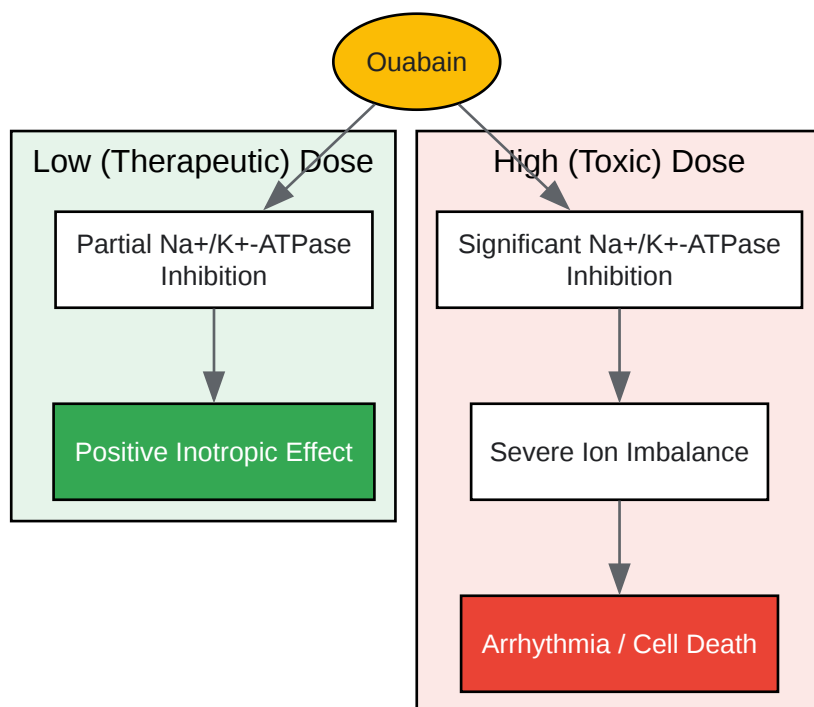 Ouabain
Low (Therapeutic) Dose
Partial Na+/K+-ATPase
Inhibition
Positive Inotropic Effect
High (Toxic) Dose
Significant Na+/K+-ATPase
Inhibition
Severe Ion Imbalance
Arrhythmia / Cell Death